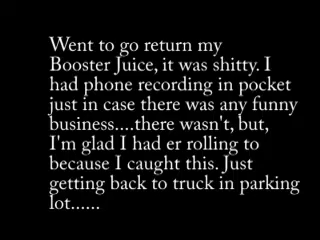 Went to go return my
Booster Juice, it was shitty. I
had phone recording in pocket
just in case there was any funny
business....there wasn't, but,
I'm glad I had er rolling to
because I caught this. Just
getting back to truck in parking
lot......